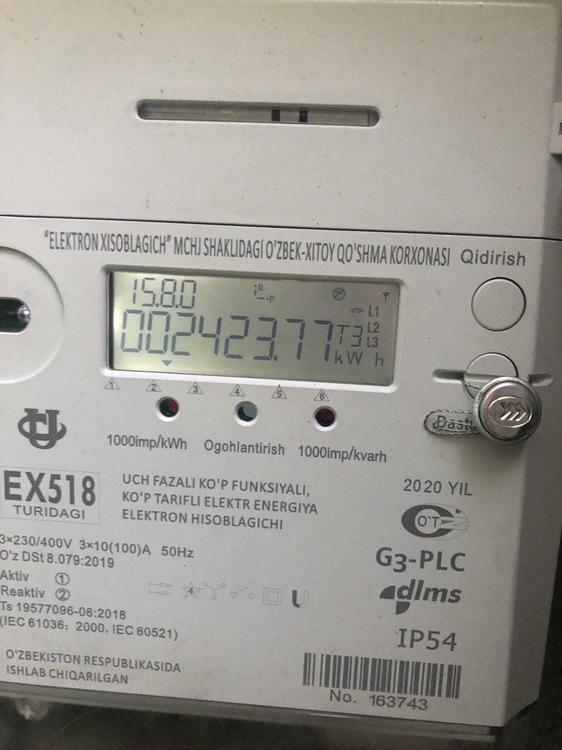 "ELEKTRON XISOBLAGICH" MCHJ SHAKLIDAGI O'ZBEK-XITOY QO'SHMA KORXONASI
Qidirish
15.8.0
+Q
+P
L1
002423.77 T3 L2
L3
kW h
1 2 3 4 5 6
1000imp/kWh Ogohlantirish 1000imp/kvarh
EX518
TURIDAGI
UCH FAZALI KO'P FUNKSIYALI,
KO'P TARIFLI ELEKTR ENERGIYA
ELEKTRON HISOBLAGICHI
2020 YIL
O'T
G3-PLC
dlms
IP54
3×230/400V 3×10(100)A 50Hz
O'z DSt 8.079:2019
Aktiv 1
Reaktiv 2
Ts 19577096-08:2018
(IEC 61036: 2000, IEC 60521)
O'ZBEKISTON RESPUBLIKASIDA
ISHLAB CHIQARILGAN
No. 163743